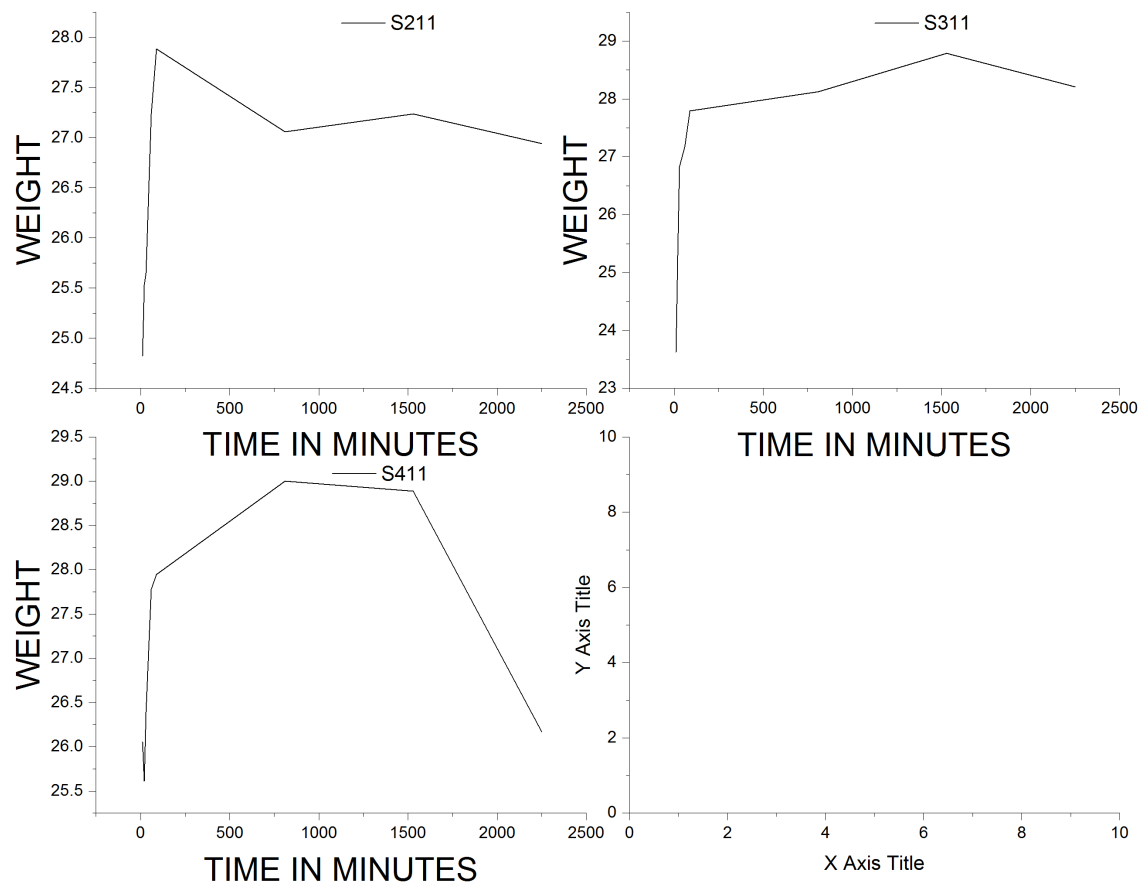 S211
28.0
27.5
27.0
26.5
26.0
25.5
25.0
24.5
WEIGHT
0 500 1000 1500 2000 2500
TIME IN MINUTES
S311
29
28
27
26
25
24
23
WEIGHT
0 500 1000 1500 2000 2500
TIME IN MINUTES
S411
29.5
29.0
28.5
28.0
27.5
27.0
26.5
26.0
25.5
WEIGHT
0 500 1000 1500 2000 2500
TIME IN MINUTES
10
8
6
4
2
0
Y Axis Title
0 2 4 6 8 10
X Axis Title